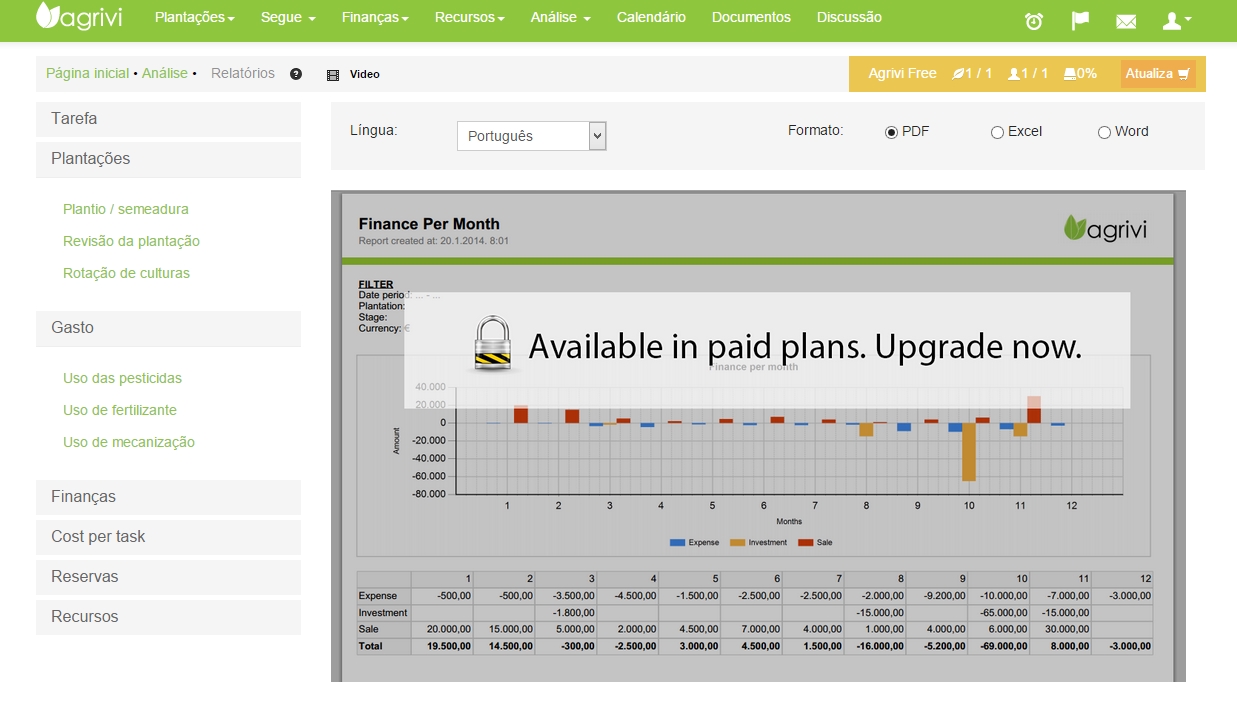 agrivi Plantações Segue Finanças Recursos Análise Calendário Documentos Discussão
Página inicial • Análise • Relatórios ? Video
Agrivi Free 1 / 1 1 / 1 0% Atualiza
Tarefa
Plantações
Plantio / semeadura
Revisão da plantação
Rotação de culturas
Gasto
Uso das pesticidas
Uso de fertilizante
Uso de mecanização
Finanças
Cost per task
Reservas
Recursos
Língua: Português Formato: PDF Excel Word
Finance Per Month
Report created at: 20.1.2014. 8:01
agrivi
FILTER
Date period: ... - ...
Plantation:
Stage:
Currency: €
Available in paid plans. Upgrade now.
Finance per month
40.000
20.000
0
-20.000
-40.000
-60.000
-80.000
Amount
1 2 3 4 5 6 7 8 9 10 11 12
Months
Expense Investment Sale
1 2 3 4 5 6 7 8 9 10 11 12
Expense -500,00 -500,00 -3.500,00 -4.500,00 -1.500,00 -2.500,00 -2.500,00 -2.000,00 -9.200,00 -10.000,00 -7.000,00 -3.000,00
Investment -1.800,00 -15.000,00 -65.000,00 -15.000,00
Sale 20.000,00 15.000,00 5.000,00 2.000,00 4.500,00 7.000,00 4.000,00 1.000,00 4.000,00 6.000,00 30.000,00
Total 19.500,00 14.500,00 -300,00 -2.500,00 3.000,00 4.500,00 1.500,00 -16.000,00 -5.200,00 -69.000,00 8.000,00 -3.000,00